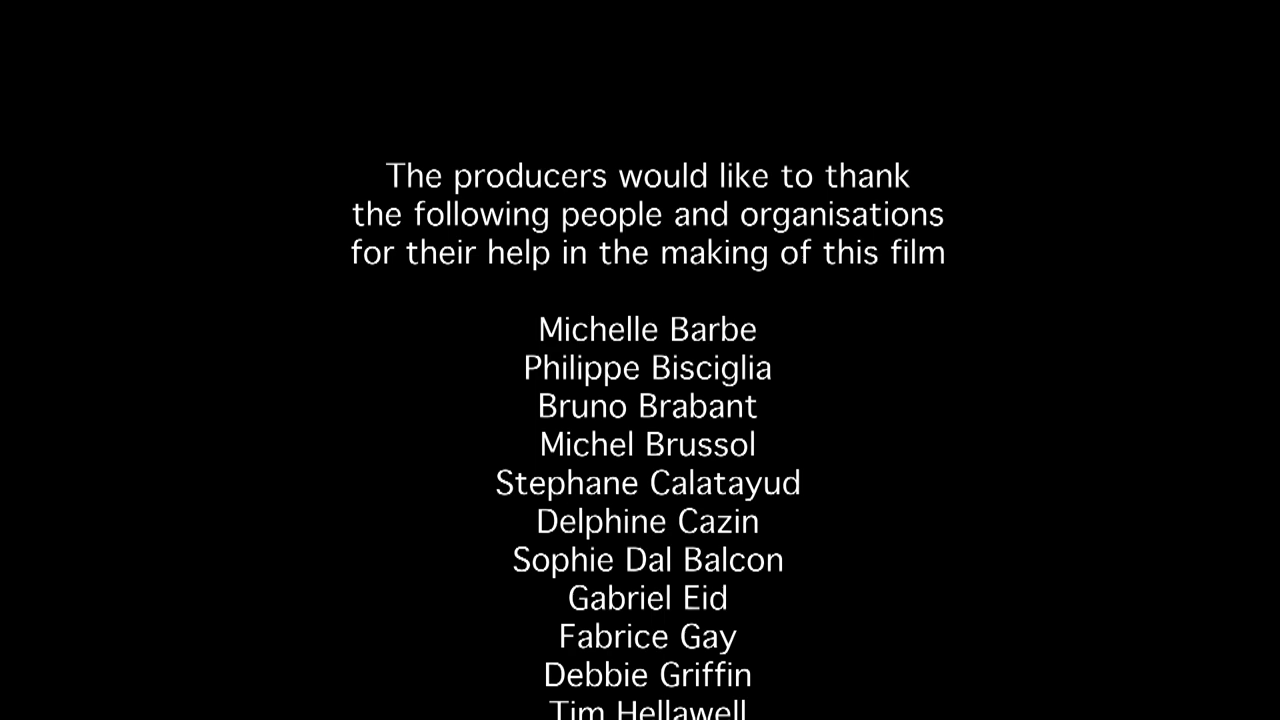 The producers would like to thank
the following people and organisations
for their help in the making of this film
Michelle Barbe
Philippe Bisciglia
Bruno Brabant
Michel Brussol
Stephane Calatayud
Delphine Cazin
Sophie Dal Balcon
Gabriel Eid
Fabrice Gay
Debbie Griffin
Tim Hellawell